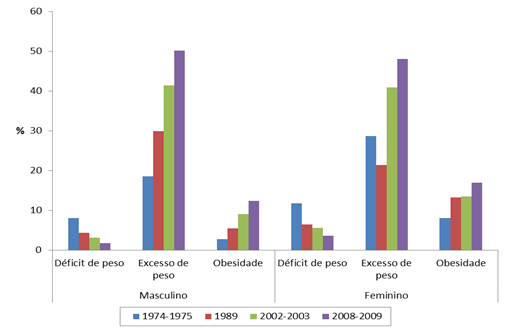 60
50
40
%
30
20
10
0
Déficit de peso Excesso de peso Obesidade Déficit de peso Excesso de peso Obesidade
Masculino Feminino
1974-1975 1989 2002-2003 2008-2009